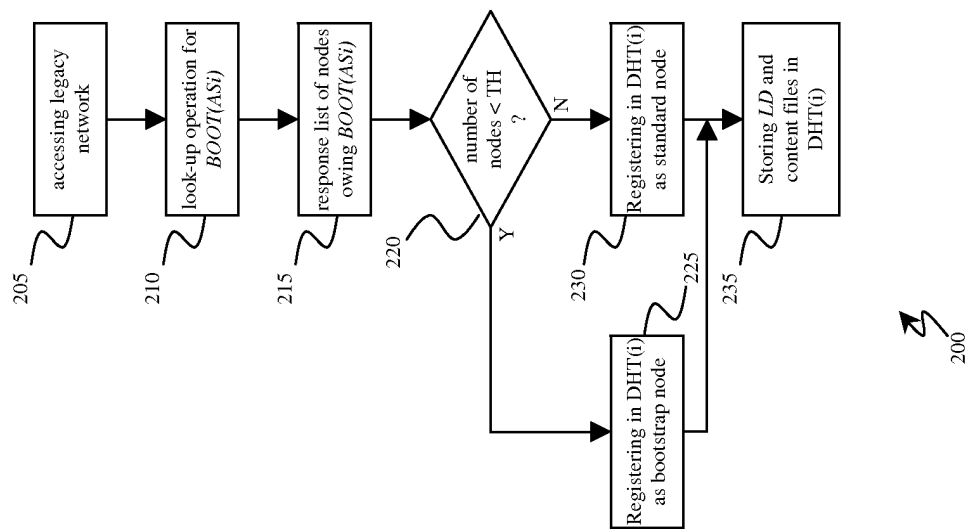 accessing legacy
network
205
look-up operation for
BOOT(ASi)
210
response list of nodes
owing BOOT(ASi)
215
number of
nodes < TH
?
220
Y
N
Registering in DHT(i)
as standard node
230
Registering in DHT(i)
as bootstrap node
225
Storing LD and
content files in
DHT(i)
235
200